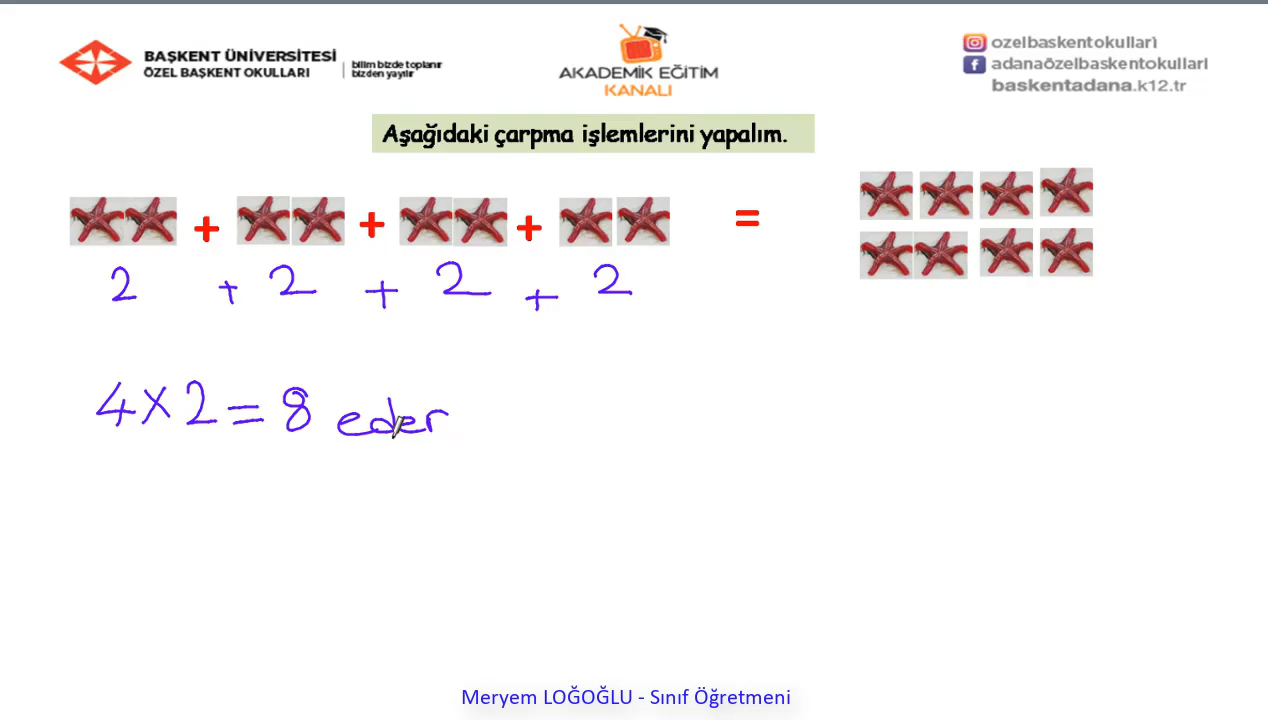 BAŞKENT ÜNİVERSİTESİ
ÖZEL BAŞKENT OKULLARI
bilim bizde toplanır
bizden yayılır
AKADEMİK EĞİTİM
KANALI
ozelbaskentokulları
adanaözelbaskentokullari
baskentadana.k12.tr
Aşağıdaki çarpma işlemlerini yapalım.
+ + + =
2 + 2 + 2 + 2
4 x 2 = 8 eder
Meryem LOĞOĞLU - Sınıf Öğretmeni